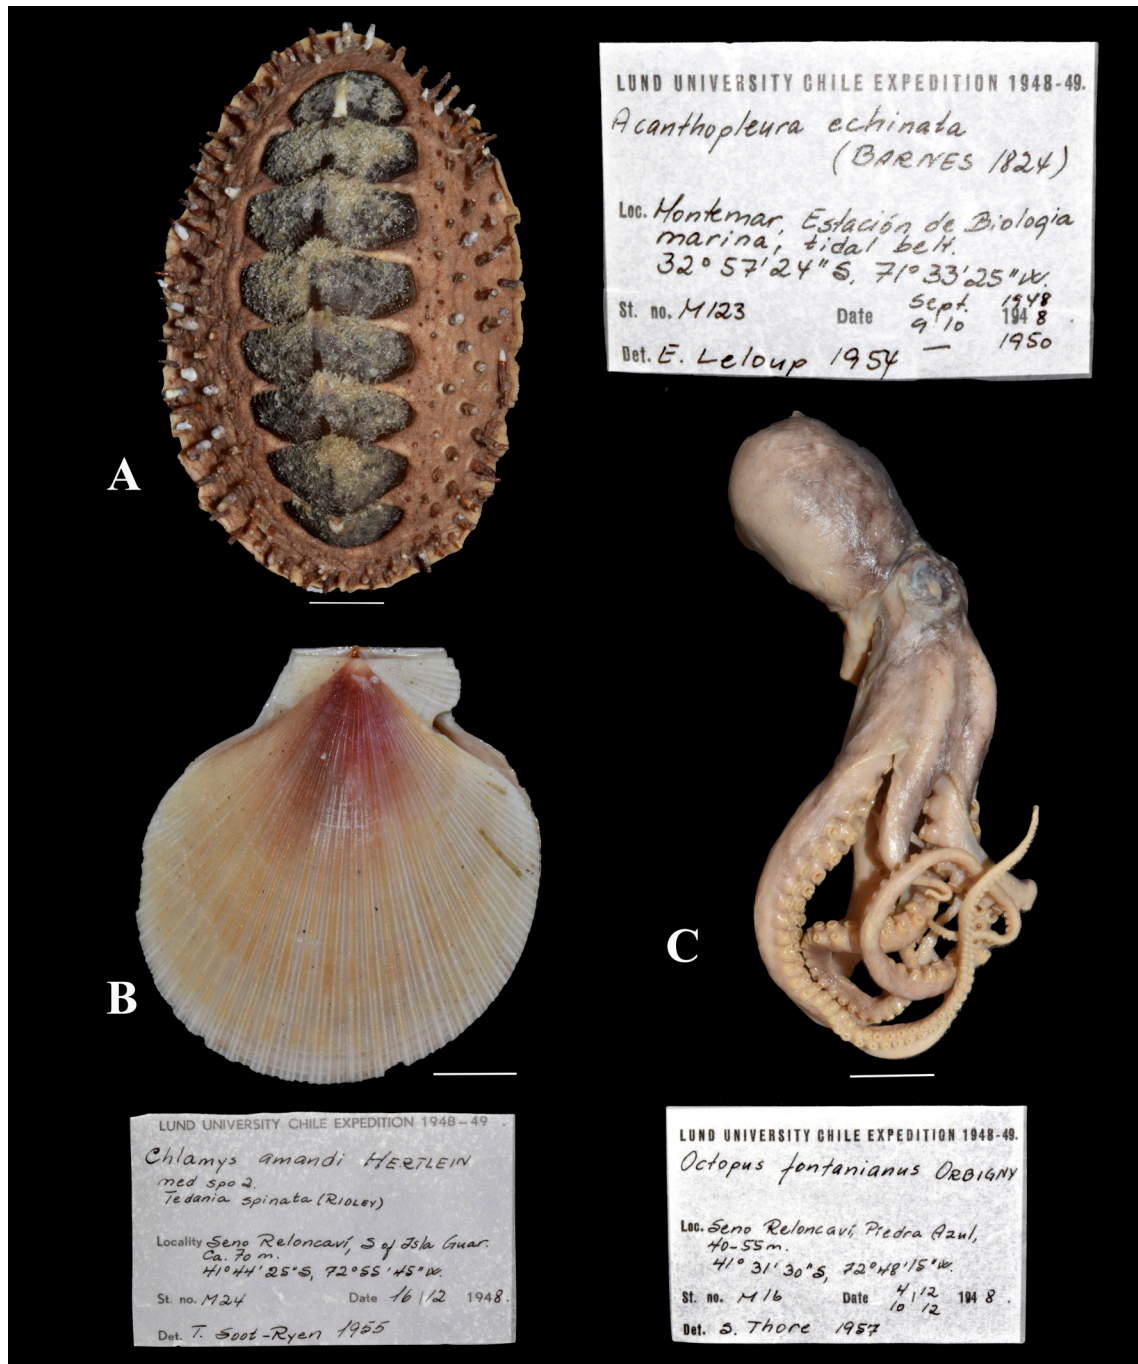 LUND UNIVERSITY CHILE EXPEDITION 1948-49.
Acanthopleura echinata
(BARNES 1824)
Loc. Montemar, Estación de Biologia
marina, tidal belt.
32° 57' 24" S, 71° 33' 25" W.
Sept. 1948
St. no. M123 Date 9 10 1948.
— 1950
Det. E. Leloup 1954
A
B
C
LUND UNIVERSITY CHILE EXPEDITION 1948-49.
Chlamys amandi HERTLEIN
med spo 2.
Tedania spinata (RIDLEY)
Locality Seno Reloncaví, S of Isla Guar.
Ca. 70 m.
41° 44' 25" S, 72° 55' 45" W.
St. no. M24 Date 16/12 1948.
Det. T. Soot-Ryen 1955
LUND UNIVERSITY CHILE EXPEDITION 1948-49.
Octopus fontanianus ORBIGNY
Loc. Seno Reloncaví, Piedra Azul,
40-55 m.
41° 31' 30" S, 72° 48' 15" W.
St. no. M16 Date 4/12 1948.
10 12
Det. S. Thore 1957